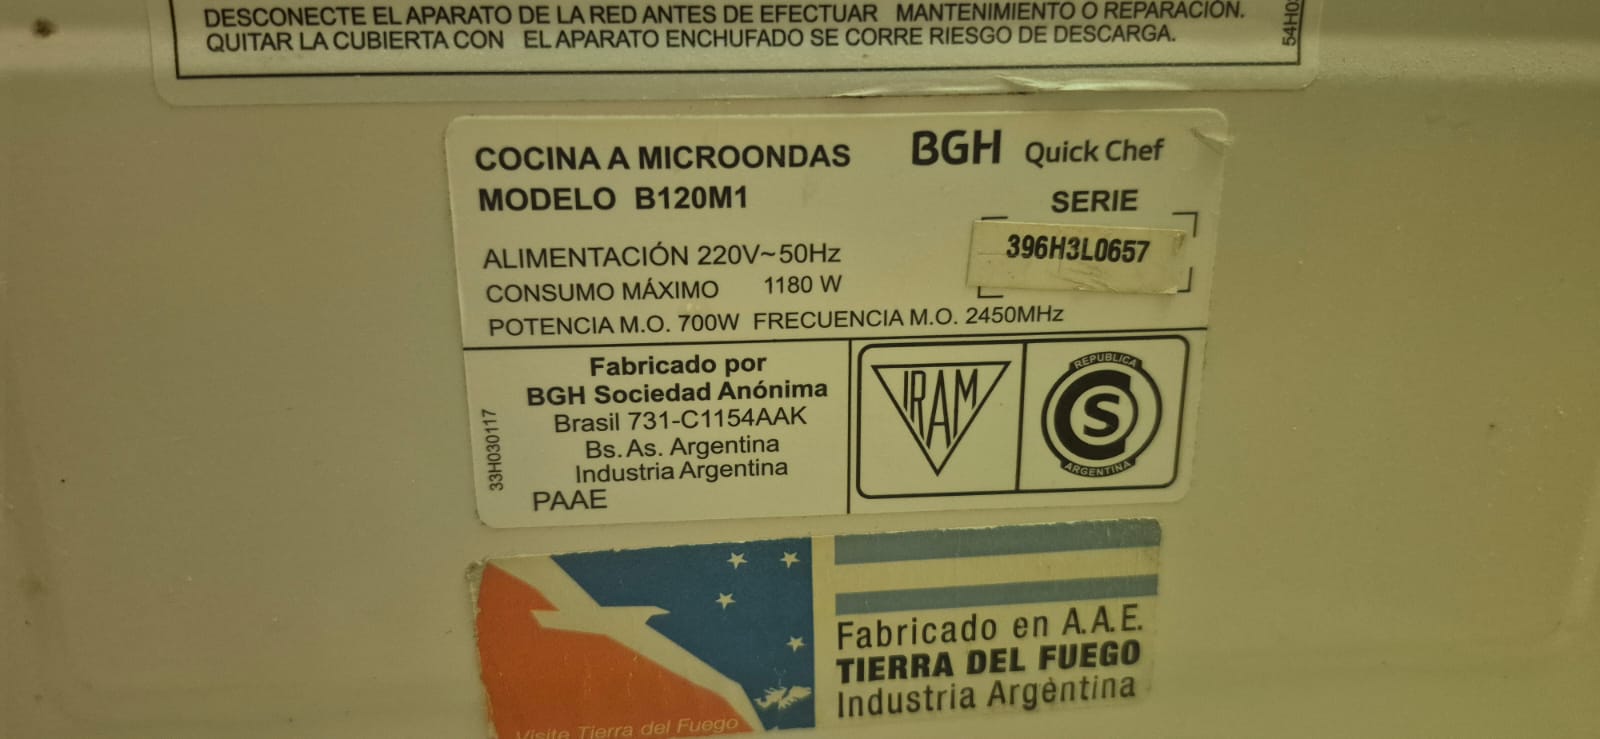 DESCONECTE EL APARATO DE LA RED ANTES DE EFECTUAR MANTENIMIENTO O REPARACIÓN.
QUITAR LA CUBIERTA CON EL APARATO ENCHUFADO SE CORRE RIESGO DE DESCARGA.
COCINA A MICROONDAS BGH Quick Chef
MODELO B120M1
SERIE
396H3L0657
ALIMENTACIÓN 220V~50Hz
CONSUMO MÁXIMO 1180 W
POTENCIA M.O. 700W FRECUENCIA M.O. 2450MHz
Fabricado por
BGH Sociedad Anónima
Brasil 731-C1154AAK
Bs. As. Argentina
Industria Argentina
PAAE
33H030117
IRAM
REPUBLICA
S
ARGENTINA
Fabricado en A.A.E.
TIERRA DEL FUEGO
Industria Argentina
Visite Tierra del Fuego